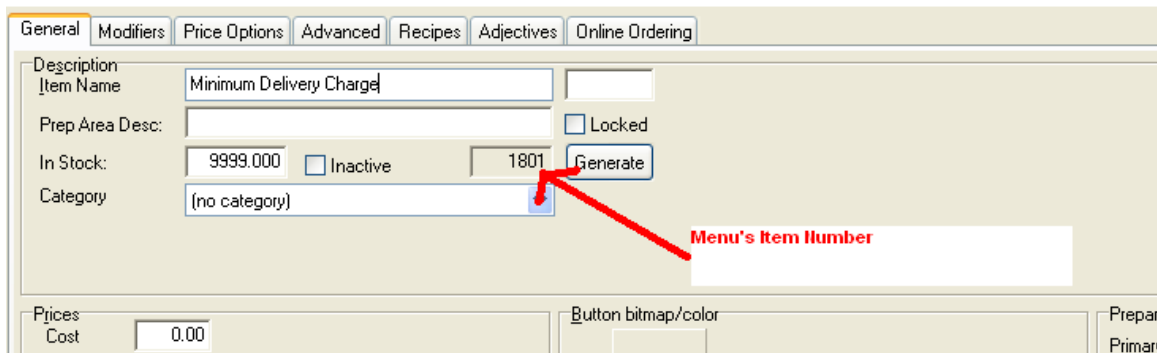 General Modifiers Price Options Advanced Recipes Adjectives Online Ordering
Description
Item Name Minimum Delivery Charge
Prep Area Desc: Locked
In Stock: 9999.000 Inactive 1801 Generate
Category (no category)
Menu's Item Number
Prices Button bitmap/color Prepar
Cost 0.00 Primar